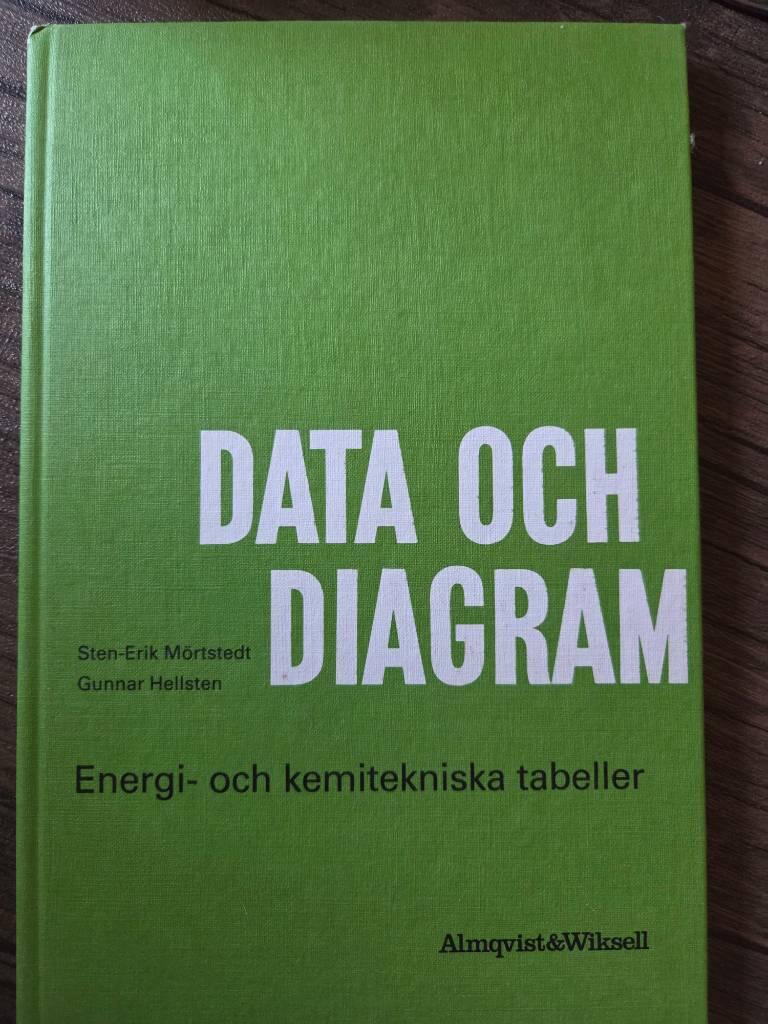 DATA OCH
DIAGRAM
Sten-Erik Mörtstedt
Gunnar Hellsten
Energi- och kemitekniska tabeller
Almqvist&Wiksell